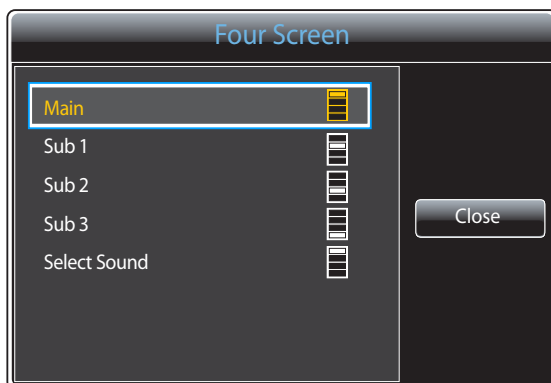 Four Screen
Main
Sub 1
Sub 2
Sub 3
Select Sound
Close